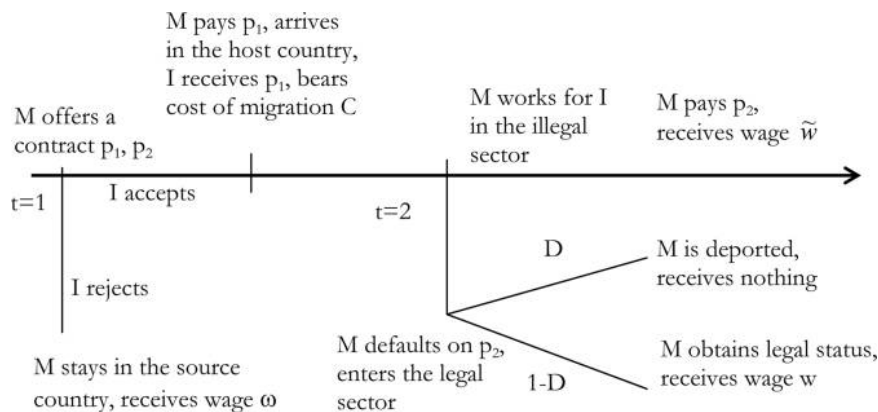 M pays p₁, arrives
in the host country,
I receives p₁, bears
cost of migration C
M offers a
contract p₁, p₂
M works for I
in the illegal
sector
M pays p₂,
receives wage w̃
t=1
I accepts
t=2
I rejects
D
M is deported,
receives nothing
M stays in the source
country, receives wage ω
M defaults on p₂,
enters the legal
sector
1-D
M obtains legal status,
receives wage w